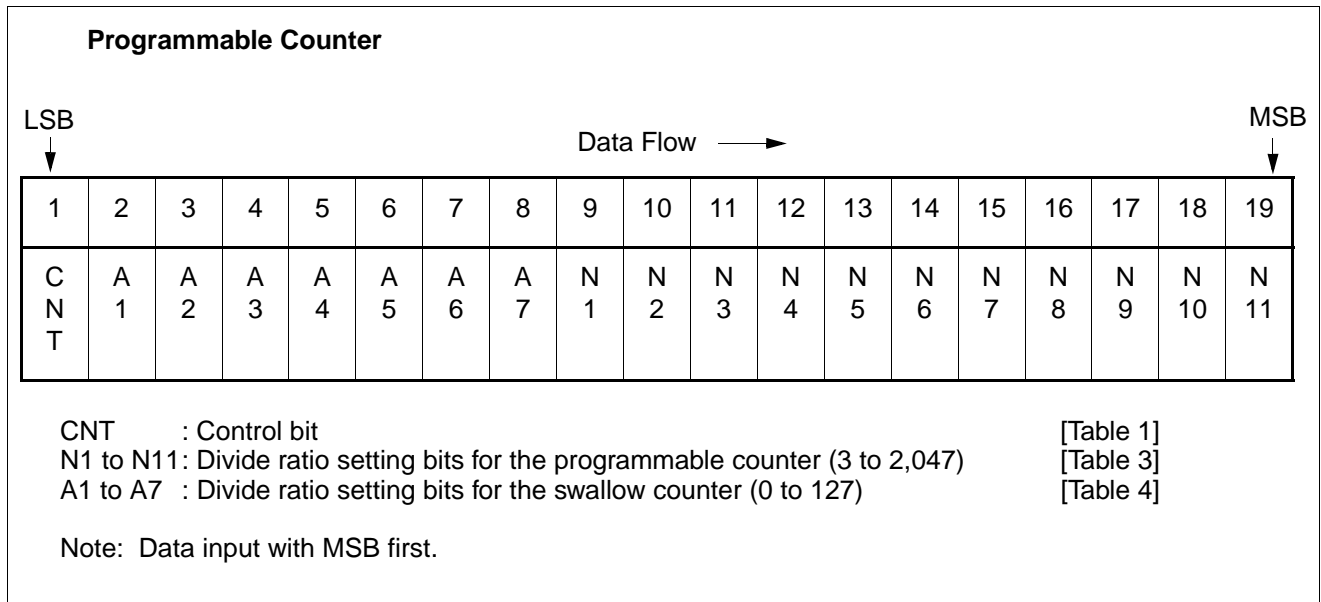 Programmable Counter
LSB
MSB
Data Flow
1 2 3 4 5 6 7 8 9 10 11 12 13 14 15 16 17 18 19
CNT A1 A2 A3 A4 A5 A6 A7 N1 N2 N3 N4 N5 N6 N7 N8 N9 N10 N11
CNT : Control bit [Table 1]
N1 to N11: Divide ratio setting bits for the programmable counter (3 to 2,047) [Table 3]
A1 to A7 : Divide ratio setting bits for the swallow counter (0 to 127) [Table 4]
Note: Data input with MSB first.